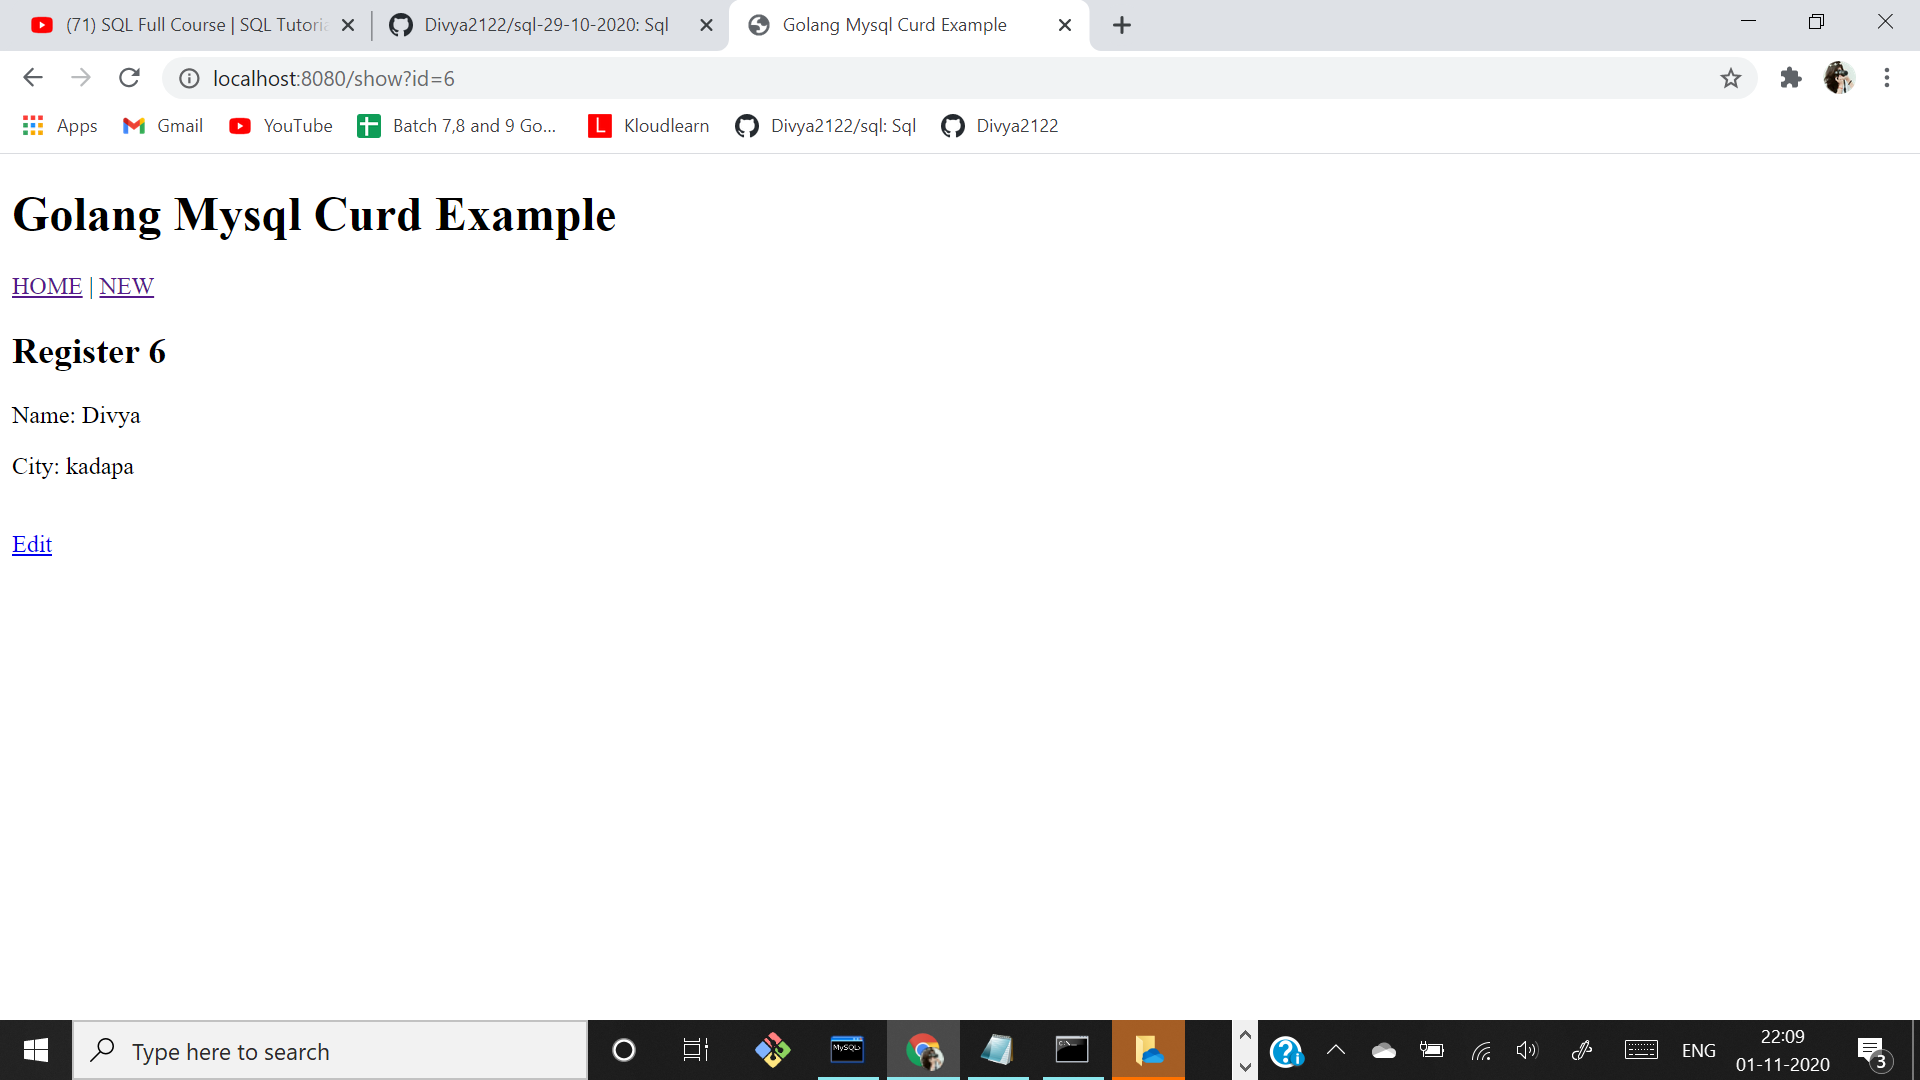 (71) SQL Full Course | SQL Tutoria
Divya2122/sql-29-10-2020: Sql
Golang Mysql Curd Example
localhost:8080/show?id=6
Apps
Gmail
YouTube
Batch 7,8 and 9 Go...
L
Kloudlearn
Divya2122/sql: Sql
Divya2122
Golang Mysql Curd Example
HOME | NEW
Register 6
Name: Divya
City: kadapa
Edit
Type here to search
MySQL>
ENG
22:09
01-11-2020
3